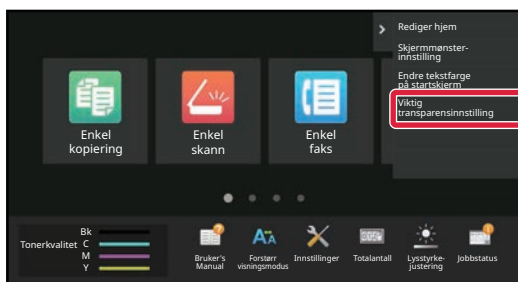 Rediger hjem
Skjermmønster-
innstilling
Endre tekstfarge
på startskjerm
Viktig
transparensinnstilling
Enkel
kopiering
Enkel
skann
Enkel
faks
Tonerkvalitet
Bk
C
M
Y
Bruker's
Manual
Forstørr
visningsmodus
Innstillinger
Totalantall
Lysstyrke-
justering
Jobbstatus